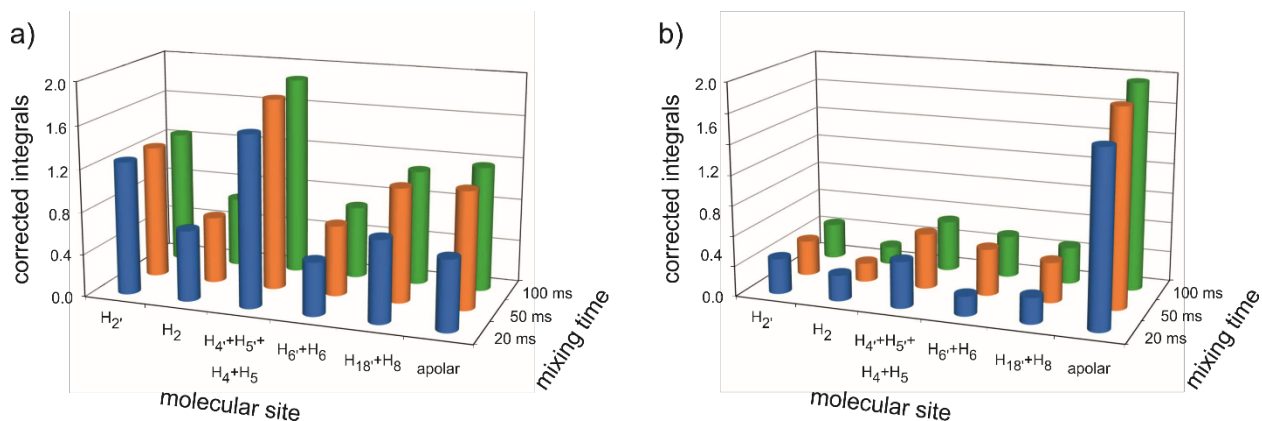 a)
corrected integrals
2.0
1.6
1.2
0.8
0.4
0.0
H2'
H2
H4'+H5'+
H4+H5
H6'+H6
H18'+H8
apolar
molecular site
20 ms
50 ms
100 ms
mixing time
b)
corrected integrals
2.0
1.6
1.2
0.8
0.4
0.0
H2'
H2
H4'+H5'+
H4+H5
H6'+H6
H18'+H8
apolar
molecular site
20 ms
50 ms
100 ms
mixing time